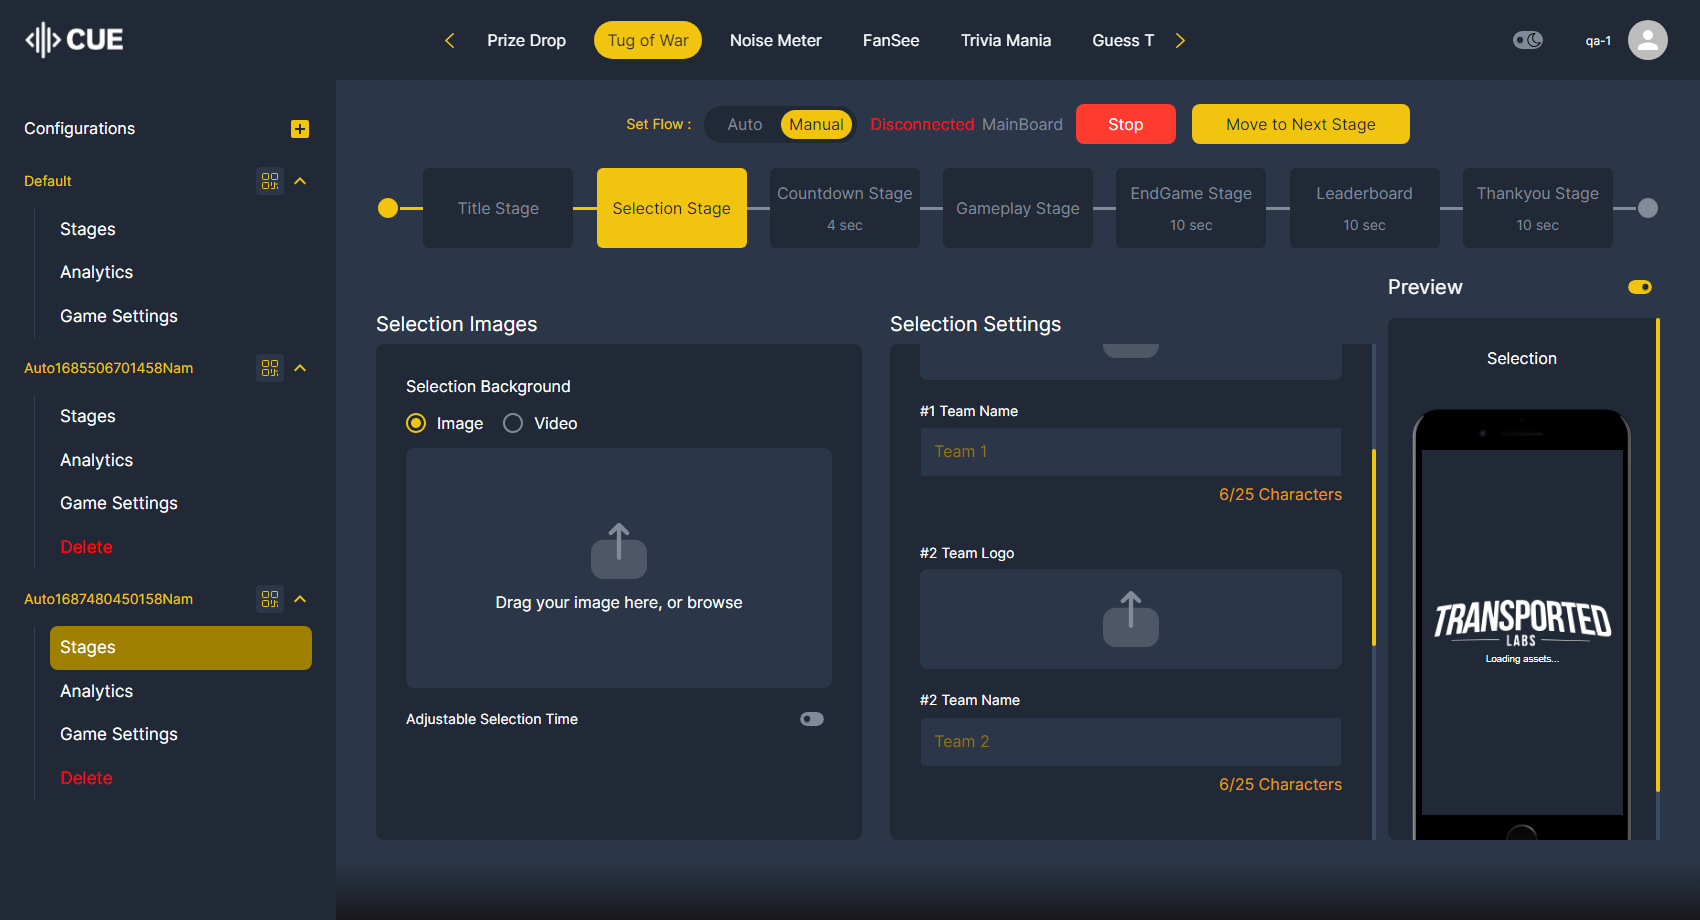 CUE
Prize Drop
Tug of War
Noise Meter
FanSee
Trivia Mania
Guess T
qa-1
Configurations
Default
Stages
Analytics
Game Settings
Auto1685506701458Nam
Stages
Analytics
Game Settings
Delete
Auto1687480450158Nam
Stages
Analytics
Game Settings
Delete
Set Flow :
Auto
Manual
Disconnected MainBoard
Stop
Move to Next Stage
Title Stage
Selection Stage
Countdown Stage
4 sec
Gameplay Stage
EndGame Stage
10 sec
Leaderboard
10 sec
Thankyou Stage
10 sec
Selection Images
Selection Background
Image
Video
Drag your image here, or browse
Adjustable Selection Time
Selection Settings
#1 Team Name
Team 1
6/25 Characters
#2 Team Logo
#2 Team Name
Team 2
6/25 Characters
Preview
Selection
TRANSPORTED
LABS
Loading assets...